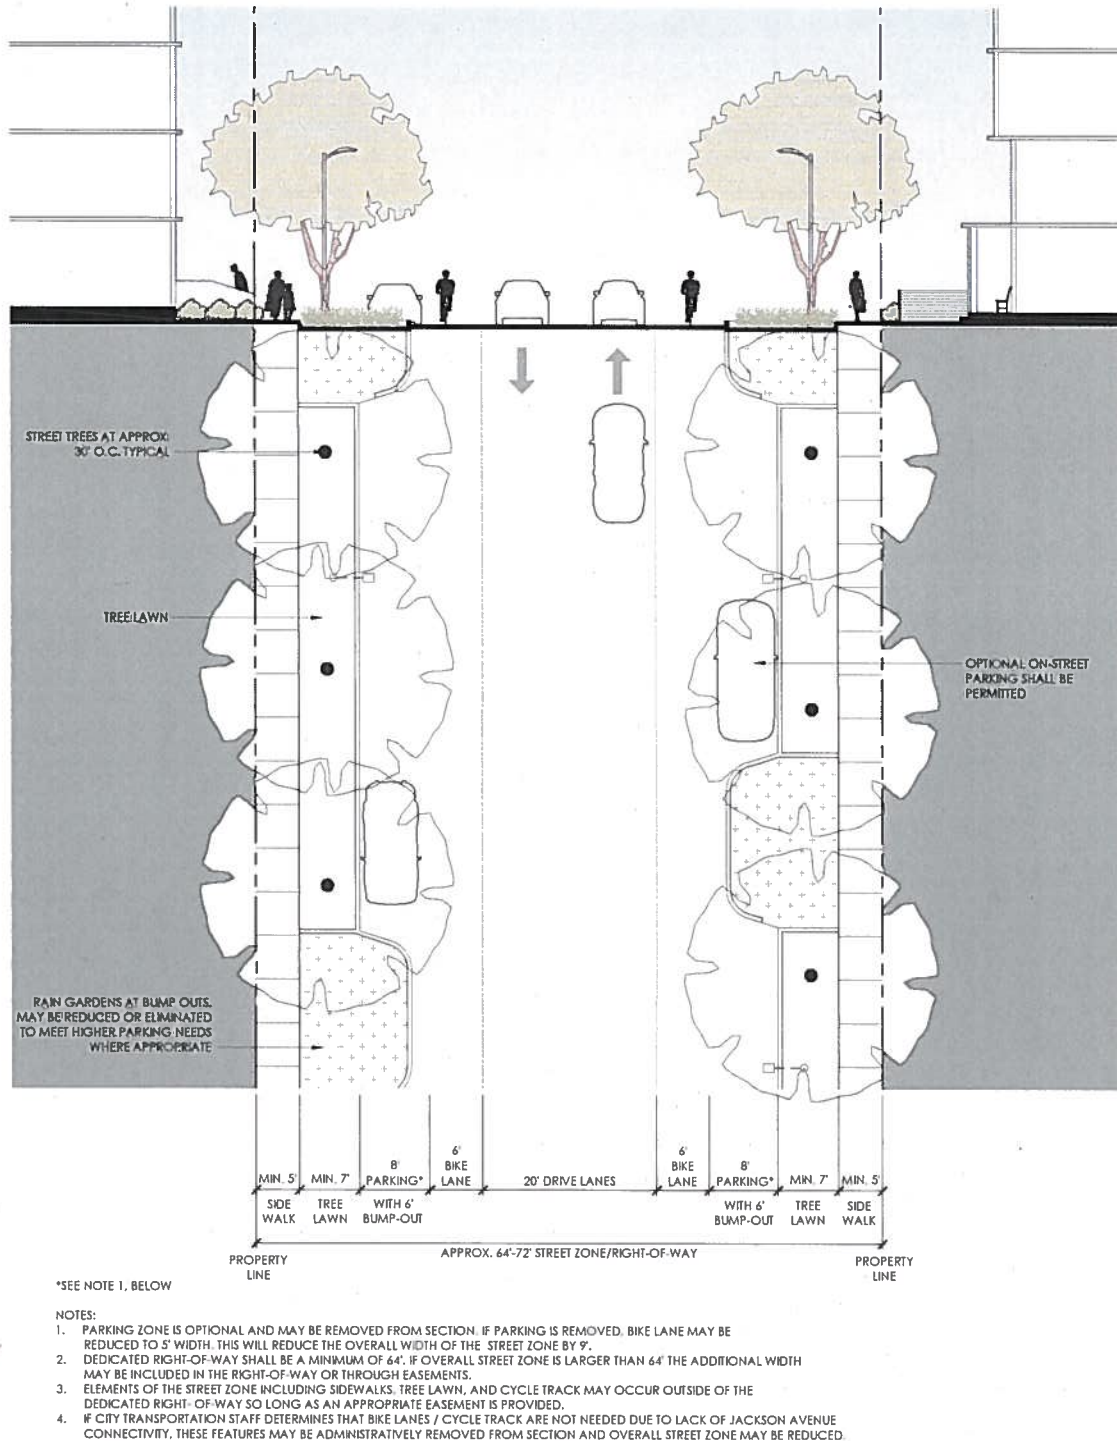 STREET TREES AT APPROX.
30' O.C. TYPICAL
TREE LAWN
OPTIONAL ON-STREET
PARKING SHALL BE
PERMITTED
RAIN GARDENS AT BUMP OUTS.
MAY BE REDUCED OR ELIMINATED
TO MEET HIGHER PARKING NEEDS
WHERE APPROPRIATE
MIN. 5'
SIDE
WALK
MIN. 7'
TREE
LAWN
8'
PARKING*
WITH 6'
BUMP-OUT
6'
BIKE
LANE
20' DRIVE LANES
6'
BIKE
LANE
8'
PARKING*
WITH 6'
BUMP-OUT
MIN. 7'
TREE
LAWN
MIN. 5'
SIDE
WALK
APPROX. 64'-72' STREET ZONE/RIGHT-OF-WAY
PROPERTY
LINE
PROPERTY
LINE
*SEE NOTE 1, BELOW
NOTES:
1. PARKING ZONE IS OPTIONAL AND MAY BE REMOVED FROM SECTION. IF PARKING IS REMOVED, BIKE LANE MAY BE
REDUCED TO 5' WIDTH. THIS WILL REDUCE THE OVERALL WIDTH OF THE STREET ZONE BY 9'.
2. DEDICATED RIGHT-OF-WAY SHALL BE A MINIMUM OF 64'. IF OVERALL STREET ZONE IS LARGER THAN 64' THE ADDITIONAL WIDTH
MAY BE INCLUDED IN THE RIGHT-OF-WAY OR THROUGH EASEMENTS.
3. ELEMENTS OF THE STREET ZONE INCLUDING SIDEWALKS, TREE LAWN, AND CYCLE TRACK MAY OCCUR OUTSIDE OF THE
DEDICATED RIGHT- OF-WAY SO LONG AS AN APPROPRIATE EASEMENT IS PROVIDED.
4. IF CITY TRANSPORTATION STAFF DETERMINES THAT BIKE LANES / CYCLE TRACK ARE NOT NEEDED DUE TO LACK OF JACKSON AVENUE
CONNECTIVITY, THESE FEATURES MAY BE ADMINISTRATIVELY REMOVED FROM SECTION AND OVERALL STREET ZONE MAY BE REDUCED.